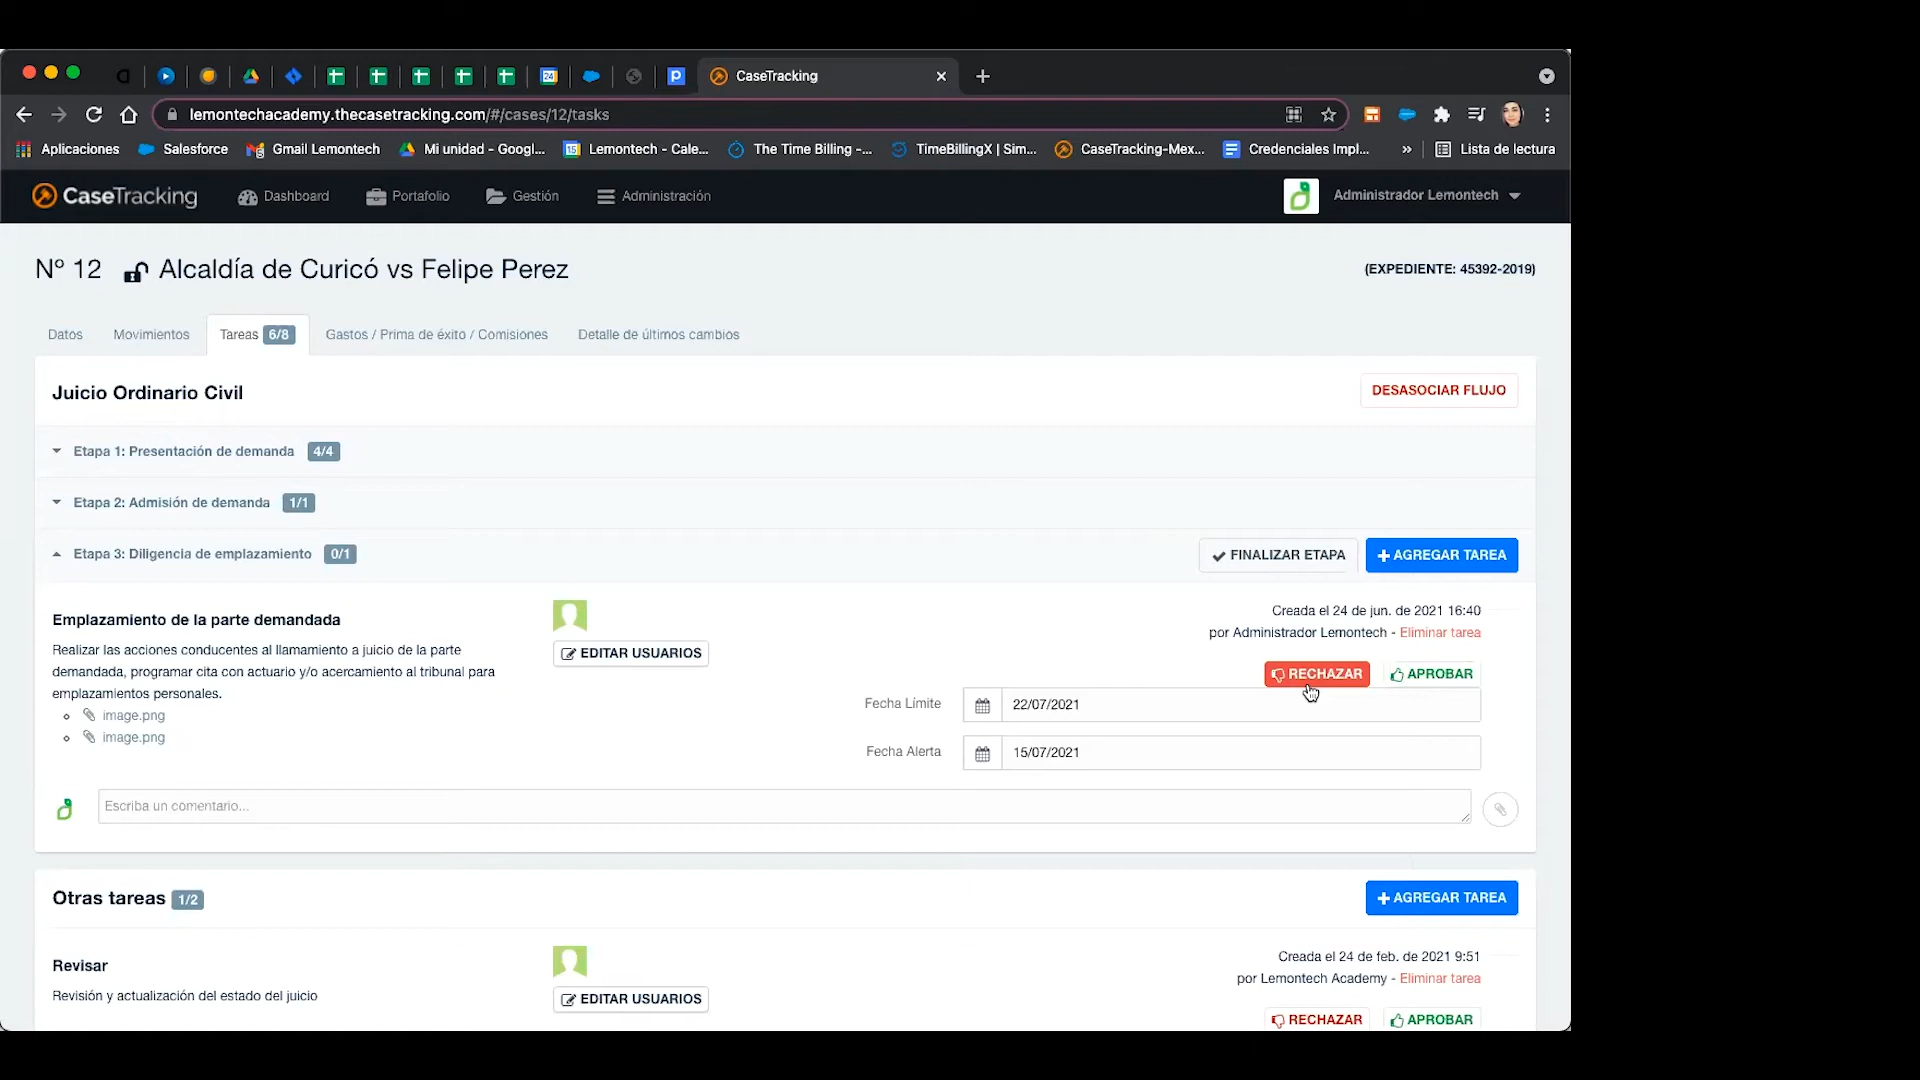 CaseTracking
lemontechacademy.thecasetracking.com/#/cases/12/tasks
Aplicaciones Salesforce Gmail Lemontech Mi unidad - Googl... Lemontech - Cale... The Time Billing -... TimeBillingX | Sim... CaseTracking-Mex... Credenciales Impl... » Lista de lectura
CaseTracking Dashboard Portafolio Gestión Administración Administrador Lemontech
Nº 12 Alcaldía de Curicó vs Felipe Perez (EXPEDIENTE: 45392-2019)
Datos Movimientos Tareas 6/8 Gastos / Prima de éxito / Comisiones Detalle de últimos cambios
Juicio Ordinario Civil DESASOCIAR FLUJO
Etapa 1: Presentación de demanda 4/4
Etapa 2: Admisión de demanda 1/1
Etapa 3: Diligencia de emplazamiento 0/1 FINALIZAR ETAPA + AGREGAR TAREA
Emplazamiento de la parte demandada
Realizar las acciones conducentes al llamamiento a juicio de la parte
demandada, programar cita con actuario y/o acercamiento al tribunal para
emplazamientos personales.
image.png
image.png
EDITAR USUARIOS
Creada el 24 de jun. de 2021 16:40
por Administrador Lemontech - Eliminar tarea
RECHAZAR APROBAR
Fecha Límite 22/07/2021
Fecha Alerta 15/07/2021
Escriba un comentario...
Otras tareas 1/2 + AGREGAR TAREA
Revisar
Revisión y actualización del estado del juicio
EDITAR USUARIOS
Creada el 24 de feb. de 2021 9:51
por Lemontech Academy - Eliminar tarea
RECHAZAR APROBAR